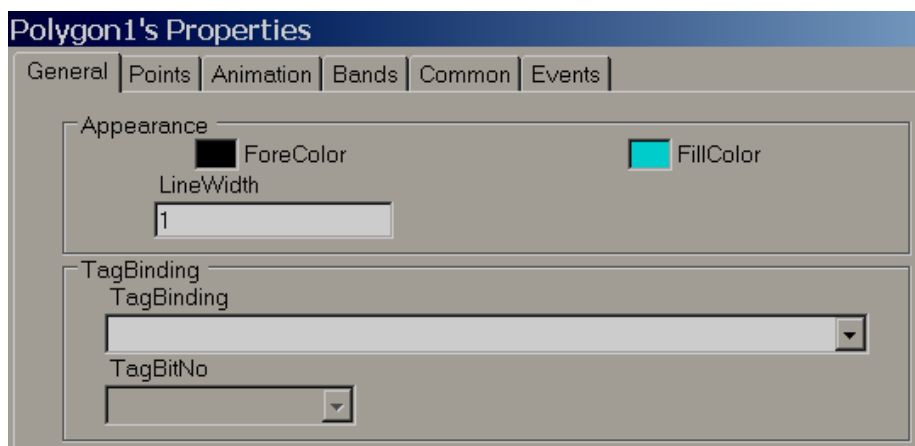 Polygon1's Properties
General Points Animation Bands Common Events
Appearance
ForeColor FillColor
LineWidth
1
TagBinding
TagBinding
TagBitNo